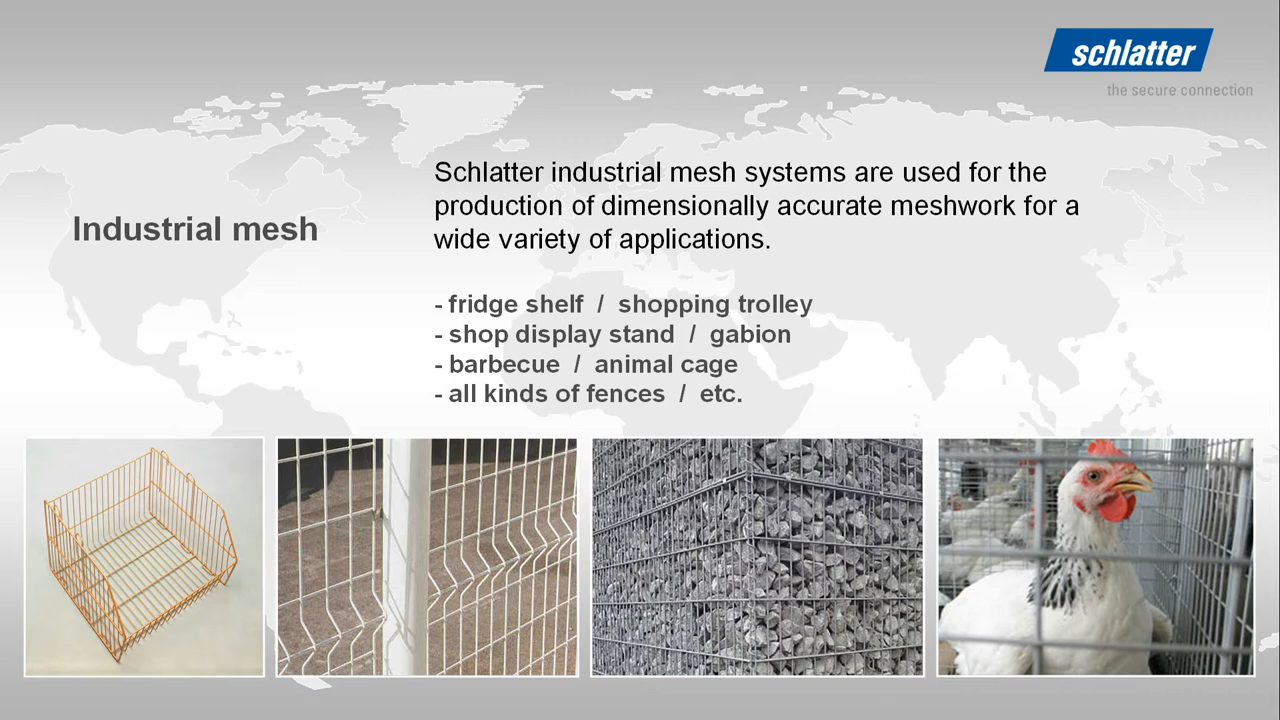 schlatter
the secure connection
Industrial mesh
Schlatter industrial mesh systems are used for the
production of dimensionally accurate meshwork for a
wide variety of applications.
- fridge shelf / shopping trolley
- shop display stand / gabion
- barbecue / animal cage
- all kinds of fences / etc.